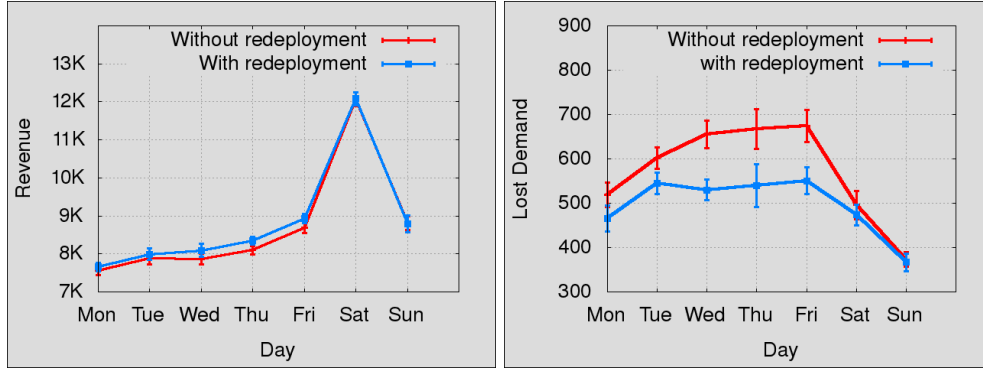 Without redeployment
With redeployment
13K
12K
11K
10K
9K
8K
7K
Revenue
Mon Tue Wed Thu Fri Sat Sun
Day
900
800
700
600
500
400
300
Without redeployment
with redeployment
Lost Demand
Mon Tue Wed Thu Fri Sat Sun
Day